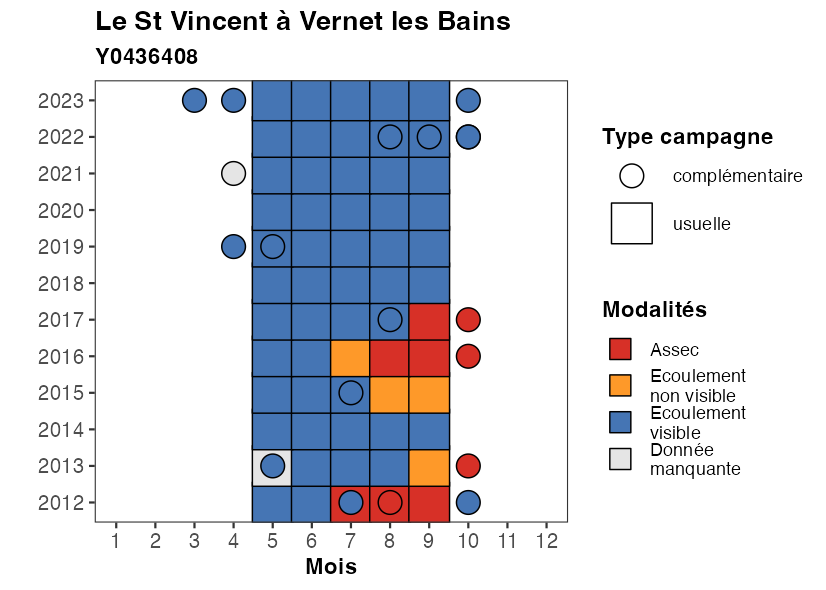 Le St Vincent à Vernet les Bains
Y0436408
2023
2022
2021
2020
2019
2018
2017
2016
2015
2014
2013
2012
1 2 3 4 5 6 7 8 9 10 11 12
Mois
Type campagne
complémentaire
usuelle
Modalités
Assec
Ecoulement
non visible
Ecoulement
visible
Donnée
manquante